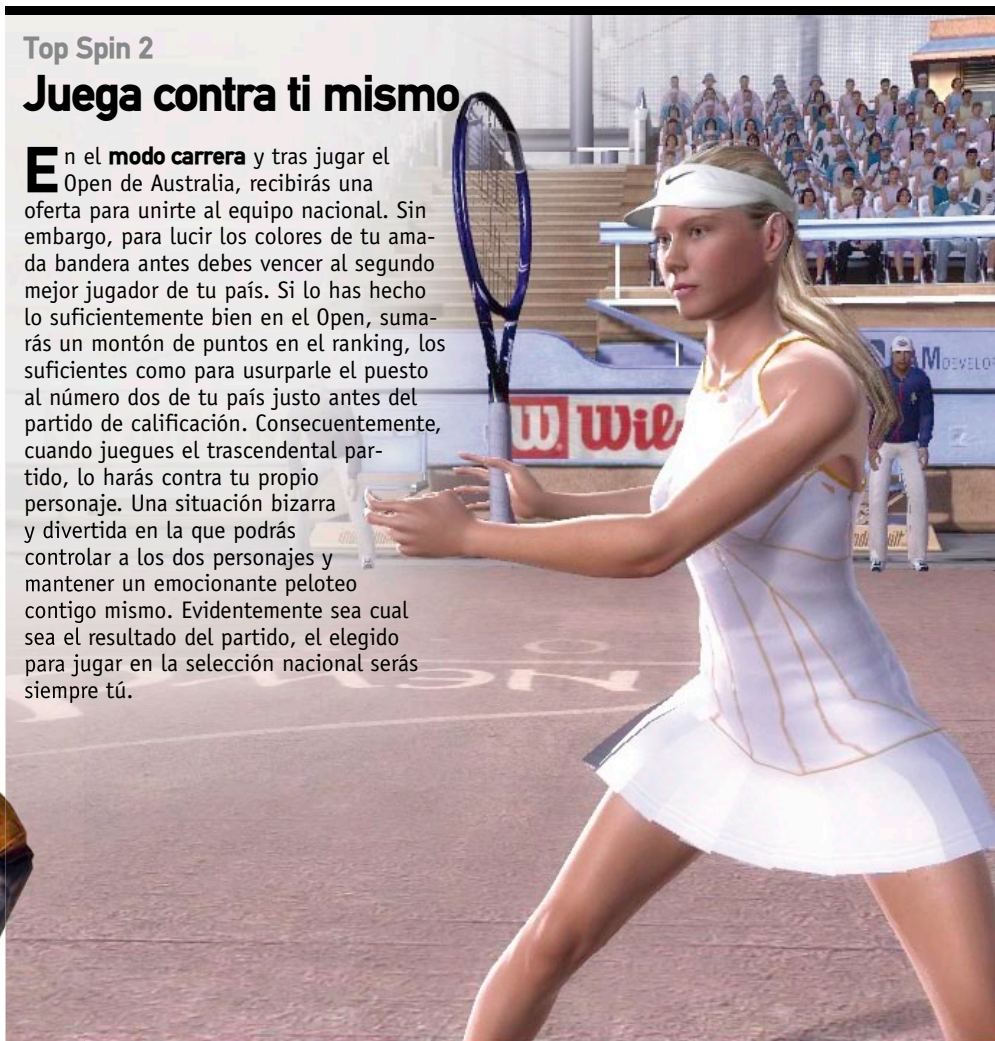 Top Spin 2
Juega contra ti mismo
En el modo carrera y tras jugar el
Open de Australia, recibirás una
oferta para unirte al equipo nacional. Sin
embargo, para lucir los colores de tu ama-
da bandera antes debes vencer al segundo
mejor jugador de tu país. Si lo has hecho
lo suficientemente bien en el Open, suma-
rás un montón de puntos en el ranking, los
suficientes como para usurparle el puesto
al número dos de tu país justo antes del
partido de calificación. Consecuentemente,
cuando juegues el trascendental par-
tido, lo harás contra tu propio
personaje. Una situación bizarra
y divertida en la que podrás
controlar a los dos personajes y
mantener un emocionante peloteo
contigo mismo. Evidentemente sea cual
sea el resultado del partido, el elegido
para jugar en la selección nacional serás
siempre tú.
W Wil